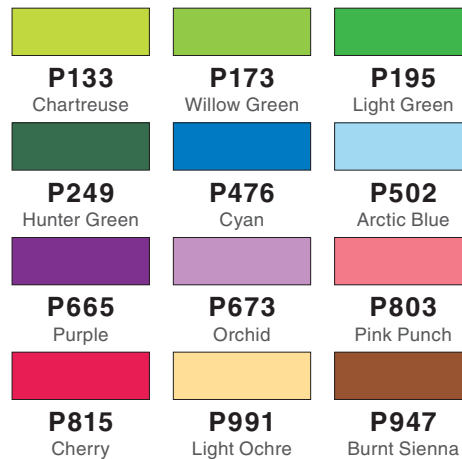 P133 P173 P195
Chartreuse Willow Green Light Green
P249 P476 P502
Hunter Green Cyan Arctic Blue
P665 P673 P803
Purple Orchid Pink Punch
P815 P991 P947
Cherry Light Ochre Burnt Sienna